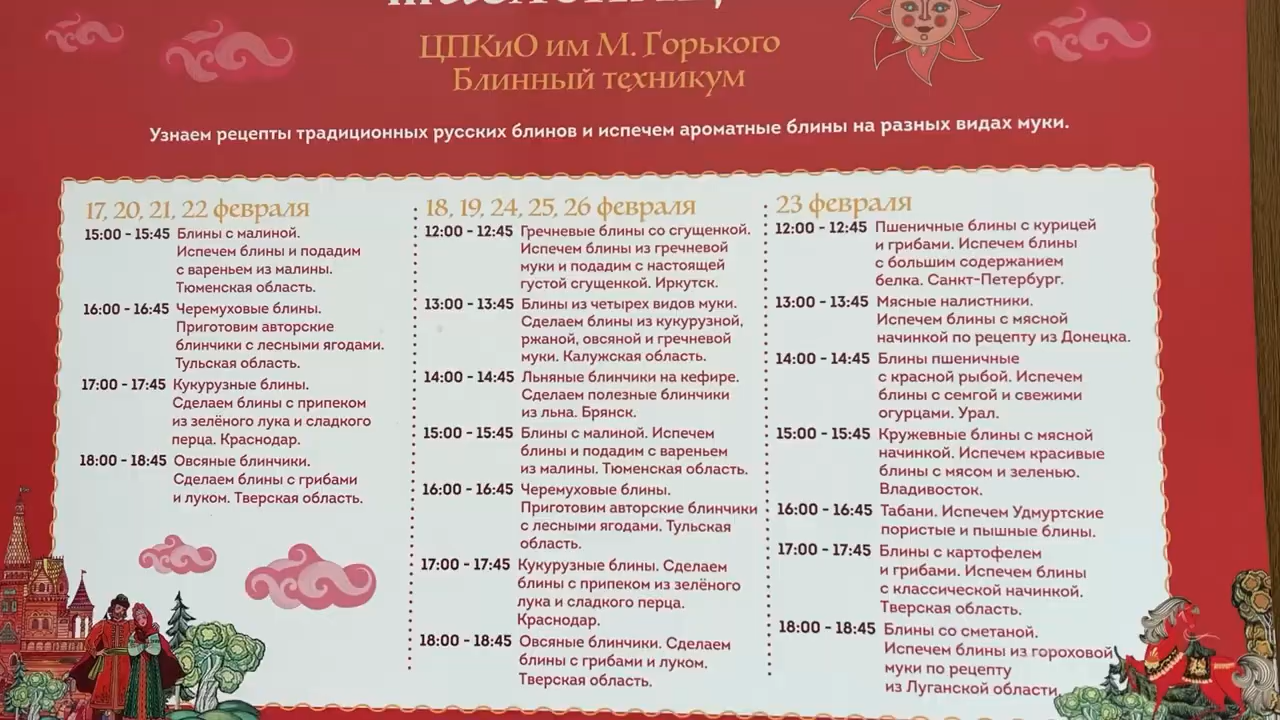 ЦПКиО им М. Горького
Блинный техникум
Узнаем рецепты традиционных русских блинов и испечем ароматные блины на разных видах муки.
17, 20, 21, 22 февраля
15:00 - 15:45 Блины с малиной.
Испечем блины и подадим
с вареньем из малины.
Тюменская область.
16:00 - 16:45 Черемуховые блины.
Приготовим авторские
блинчики с лесными ягодами.
Тульская область.
17:00 - 17:45 Кукурузные блины.
Сделаем блины с припеком
из зелёного лука и сладкого
перца. Краснодар.
18:00 - 18:45 Овсяные блинчики.
Сделаем блины с грибами
и луком. Тверская область.
18, 19, 24, 25, 26 февраля
12:00 - 12:45 Гречневые блины со сгущенкой.
Испечем блины из гречневой
муки и подадим с настоящей
густой сгущенкой. Иркутск.
13:00 - 13:45 Блины из четырех видов муки.
Сделаем блины из кукурузной,
ржаной, овсяной и гречневой
муки. Калужская область.
14:00 - 14:45 Льняные блинчики на кефире.
Сделаем полезные блинчики
из льна. Брянск.
15:00 - 15:45 Блины с малиной. Испечем
блины и подадим с вареньем
из малины. Тюменская область.
16:00 - 16:45 Черемуховые блины.
Приготовим авторские блинчики
с лесными ягодами. Тульская
область.
17:00 - 17:45 Кукурузные блины. Сделаем
блины с припеком из зелёного
лука и сладкого перца.
Краснодар.
18:00 - 18:45 Овсяные блинчики. Сделаем
блины с грибами и луком.
Тверская область.
23 февраля
12:00 - 12:45 Пшеничные блины с курицей
и грибами. Испечем блины
с большим содержанием
белка. Санкт-Петербург.
13:00 - 13:45 Мясные налистники.
Испечем блины с мясной
начинкой по рецепту из Донецка.
14:00 - 14:45 Блины пшеничные
с красной рыбой. Испечем
блины с семгой и свежими
огурцами. Урал.
15:00 - 15:45 Кружевные блины с мясной
начинкой. Испечем красивые
блины с мясом и зеленью.
Владивосток.
16:00 - 16:45 Табани. Испечем Удмуртские
пористые и пышные блины.
17:00 - 17:45 Блины с картофелем
и грибами. Испечем блины
с классической начинкой.
Тверская область.
18:00 - 18:45 Блины со сметаной.
Испечем блины из гороховой
муки по рецепту
из Луганской области.